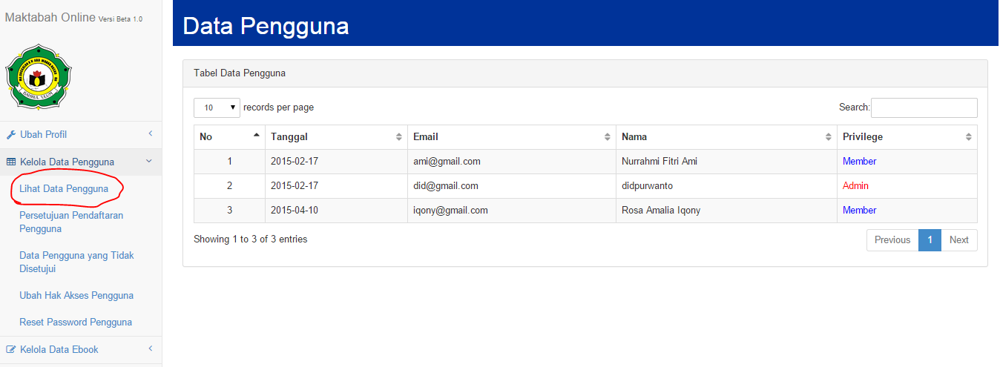 Maktabah Online Versi Beta 1.0
BAHRUL ULUM
Ubah Profil
Kelola Data Pengguna
Lihat Data Pengguna
Persetujuan Pendaftaran
Pengguna
Data Pengguna yang Tidak
Disetujui
Ubah Hak Akses Pengguna
Reset Password Pengguna
Kelola Data Ebook
Data Pengguna
Tabel Data Pengguna
10 records per page Search:
No Tanggal Email Nama Privilege
1 2015-02-17 ami@gmail.com Nurrahmi Fitri Ami Member
2 2015-02-17 did@gmail.com didpurwanto Admin
3 2015-04-10 iqony@gmail.com Rosa Amalia Iqony Member
Showing 1 to 3 of 3 entries Previous 1 Next